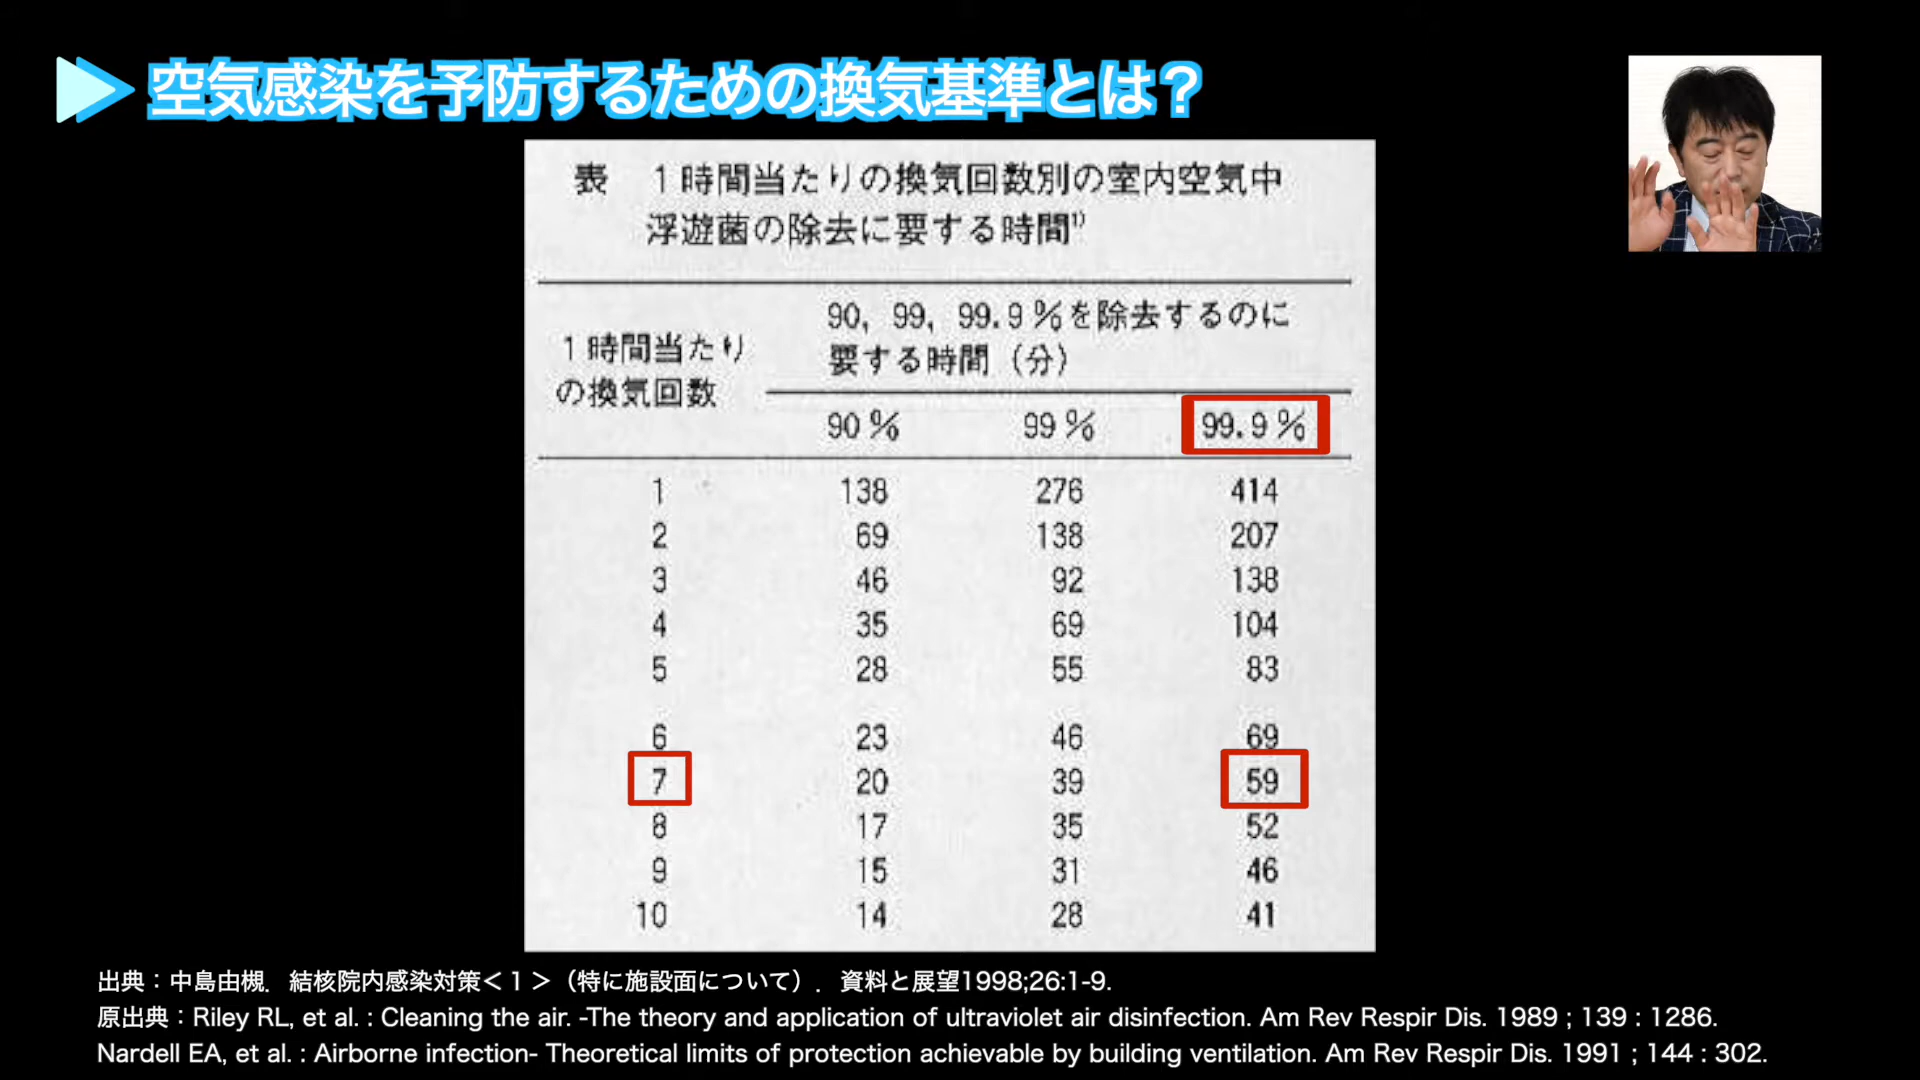 空気感染を予防するための換気基準とは?
表 1時間当たりの換気回数別の室内空気中
浮遊菌の除去に要する時間¹⁾
1時間当たり
の換気回数
90, 99, 99.9%を除去するのに
要する時間（分）
90% 99% 99.9%
1 138 276 414
2 69 138 207
3 46 92 138
4 35 69 104
5 28 55 83
6 23 46 69
7 20 39 59
8 17 35 52
9 15 31 46
10 14 28 41
出典：中島由槻．結核院内感染対策＜１＞（特に施設面について）．資料と展望1998;26:1-9.
原出典：Riley RL, et al. : Cleaning the air. -The theory and application of ultraviolet air disinfection. Am Rev Respir Dis. 1989 ; 139 : 1286.
Nardell EA, et al. : Airborne infection- Theoretical limits of protection achievable by building ventilation. Am Rev Respir Dis. 1991 ; 144 : 302.